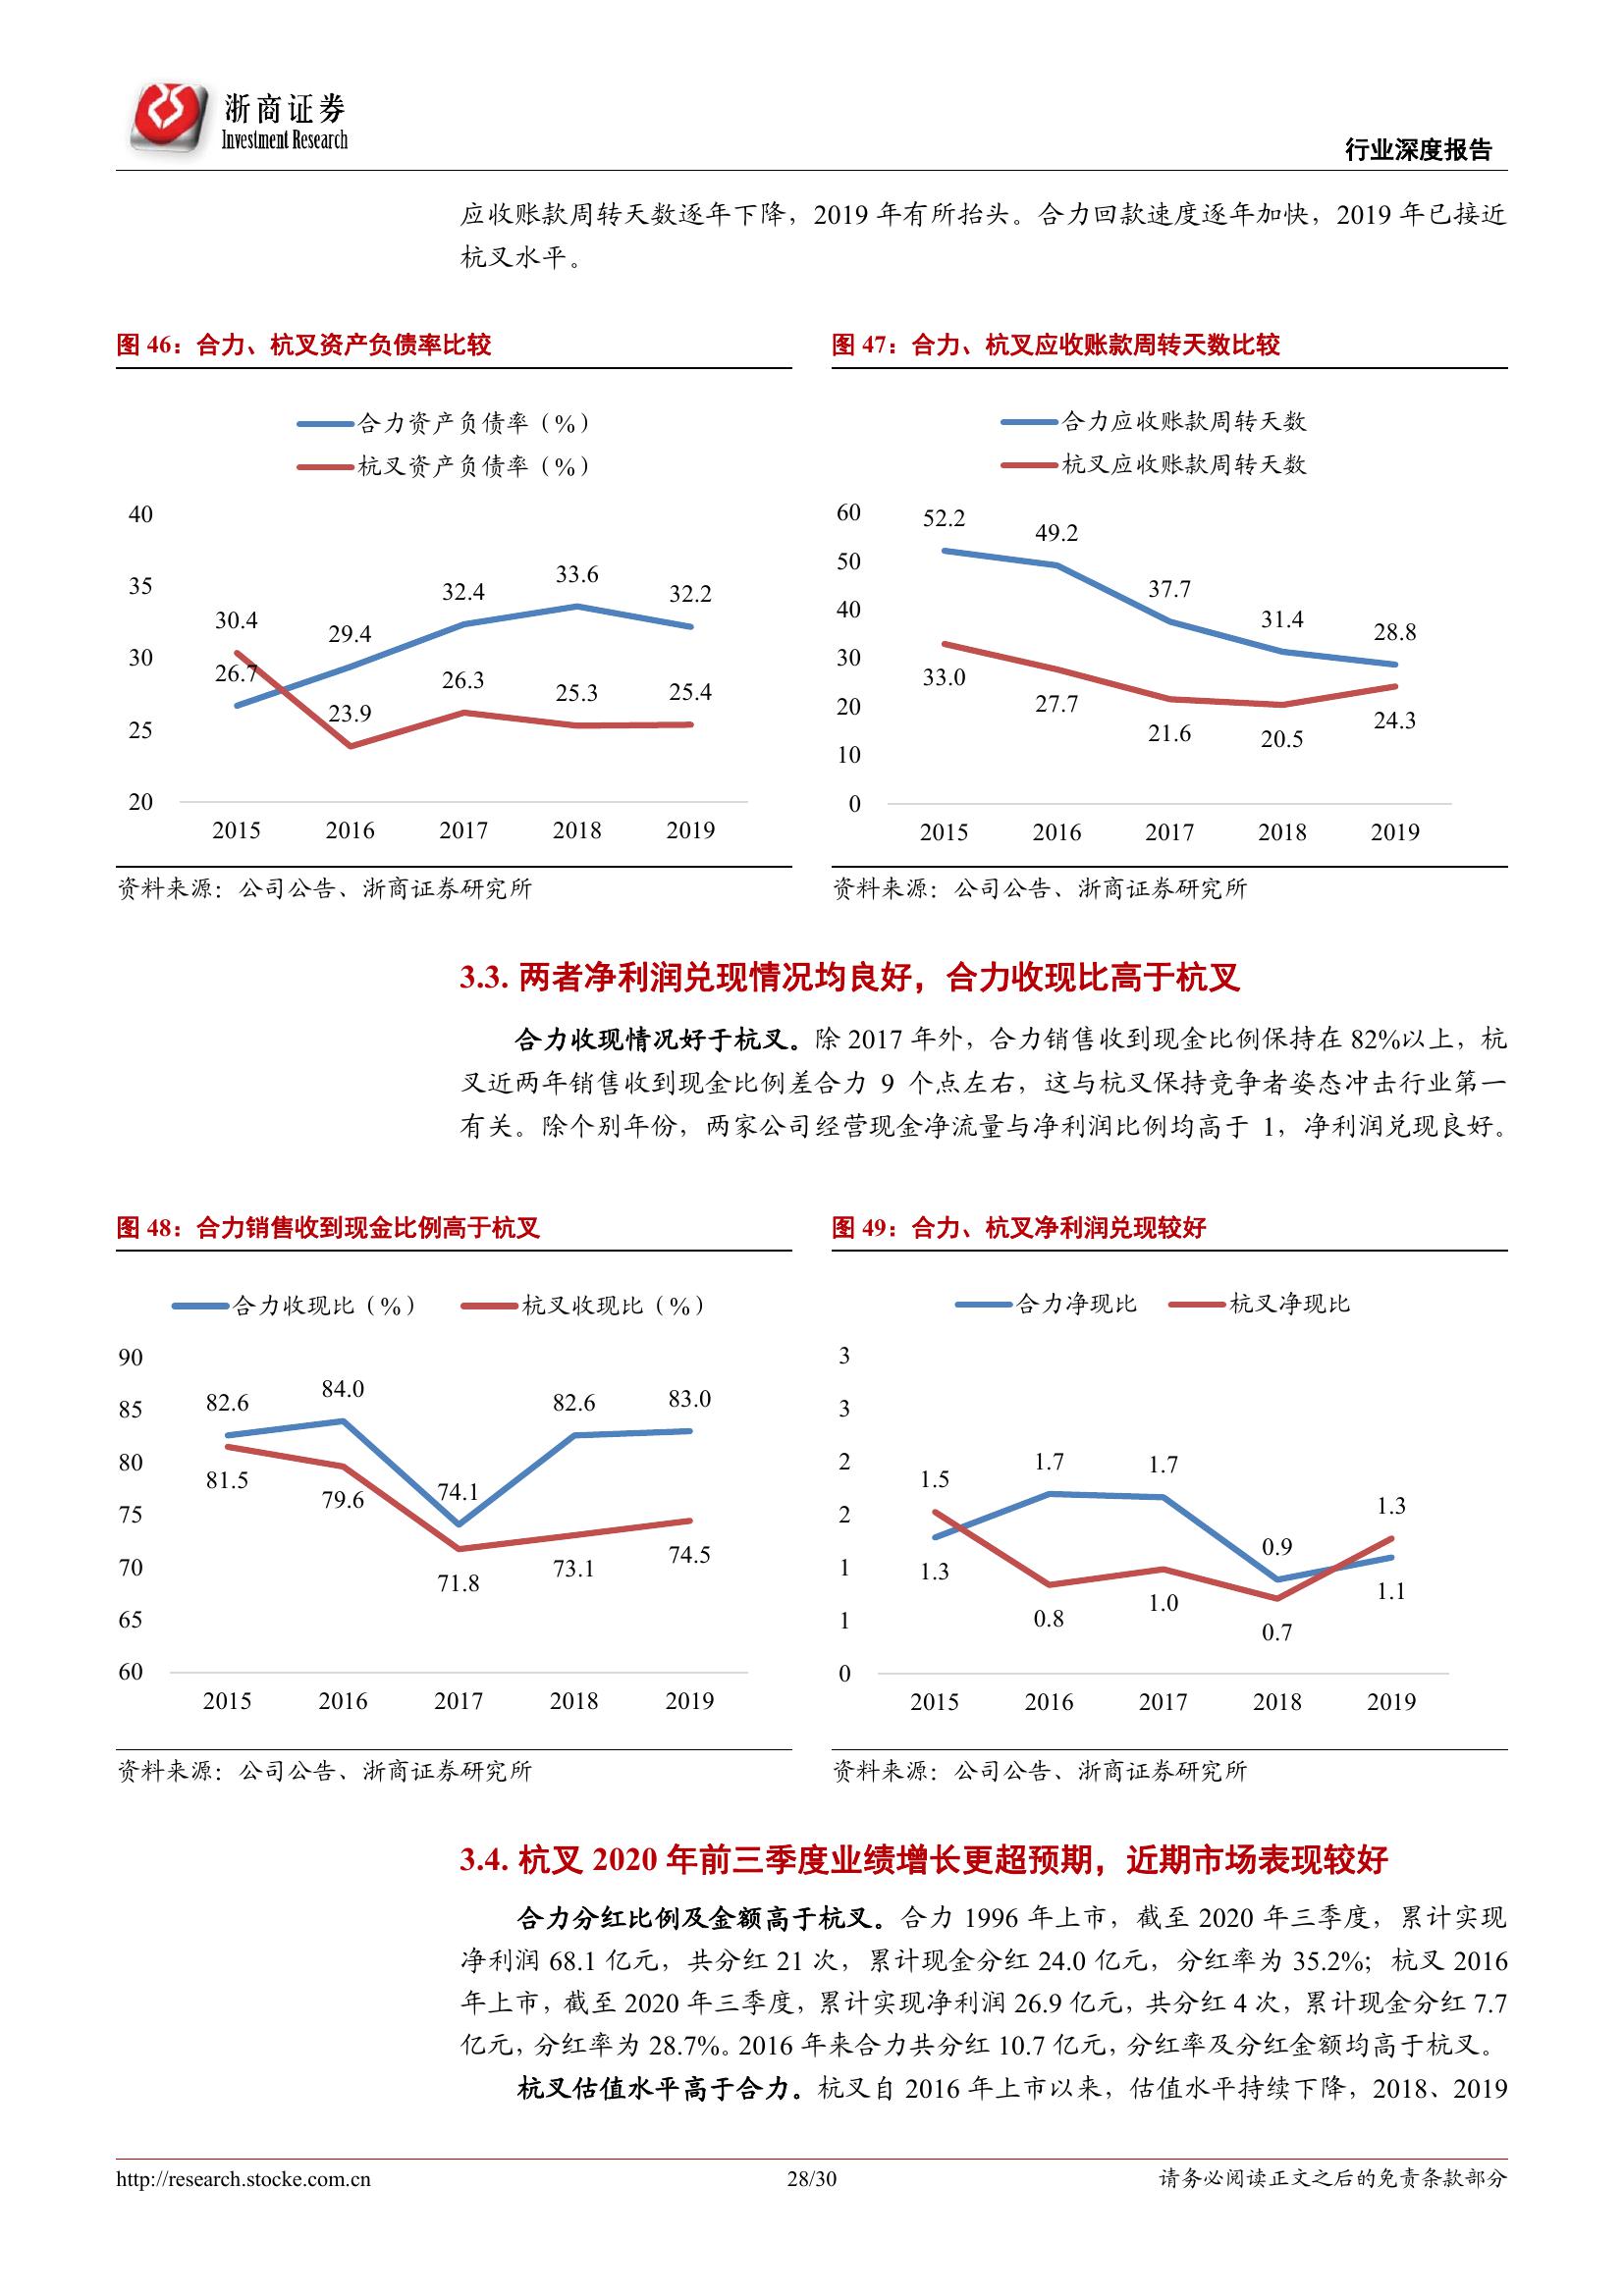 浙商证券
Investment Research
行业深度报告
应收账款周转天数逐年下降，2019 年有所抬头。合力回款速度逐年加快，2019 年已接近
杭叉水平。
图 46：合力、杭叉资产负债率比较
合力资产负债率（%）
杭叉资产负债率（%）
40
35
30
25
20
30.4
26.7
29.4
23.9
32.4
26.3
33.6
25.3
32.2
25.4
2015 2016 2017 2018 2019
资料来源：公司公告、浙商证券研究所
图 47：合力、杭叉应收账款周转天数比较
合力应收账款周转天数
杭叉应收账款周转天数
60
50
40
30
20
10
0
52.2
49.2
37.7
31.4
28.8
33.0
27.7
21.6
20.5
24.3
2015 2016 2017 2018 2019
资料来源：公司公告、浙商证券研究所
3.3. 两者净利润兑现情况均良好，合力收现比高于杭叉
合力收现情况好于杭叉。除 2017 年外，合力销售收到现金比例保持在 82%以上，杭
叉近两年销售收到现金比例差合力 9 个点左右，这与杭叉保持竞争者姿态冲击行业第一
有关。除个别年份，两家公司经营现金净流量与净利润比例均高于 1，净利润兑现良好。
图 48：合力销售收到现金比例高于杭叉
合力收现比（%） 杭叉收现比（%）
90
85
80
75
70
65
60
82.6
84.0
74.1
82.6
83.0
81.5
79.6
71.8
73.1
74.5
2015 2016 2017 2018 2019
资料来源：公司公告、浙商证券研究所
图 49：合力、杭叉净利润兑现较好
合力净现比 杭叉净现比
3
3
2
2
1
1
0
1.5
1.7
1.7
0.9
1.3
1.3
0.8
1.0
0.7
1.1
2015 2016 2017 2018 2019
资料来源：公司公告、浙商证券研究所
3.4. 杭叉 2020 年前三季度业绩增长更超预期，近期市场表现较好
合力分红比例及金额高于杭叉。合力 1996 年上市，截至 2020 年三季度，累计实现
净利润 68.1 亿元，共分红 21 次，累计现金分红 24.0 亿元，分红率为 35.2%；杭叉 2016
年上市，截至 2020 年三季度，累计实现净利润 26.9 亿元，共分红 4 次，累计现金分红 7.7
亿元，分红率为 28.7%。2016 年来合力共分红 10.7 亿元，分红率及分红金额均高于杭叉。
杭叉估值水平高于合力。杭叉自 2016 年上市以来，估值水平持续下降，2018、2019
http://research.stocke.com.cn
28/30
请务必阅读正文之后的免责条款部分